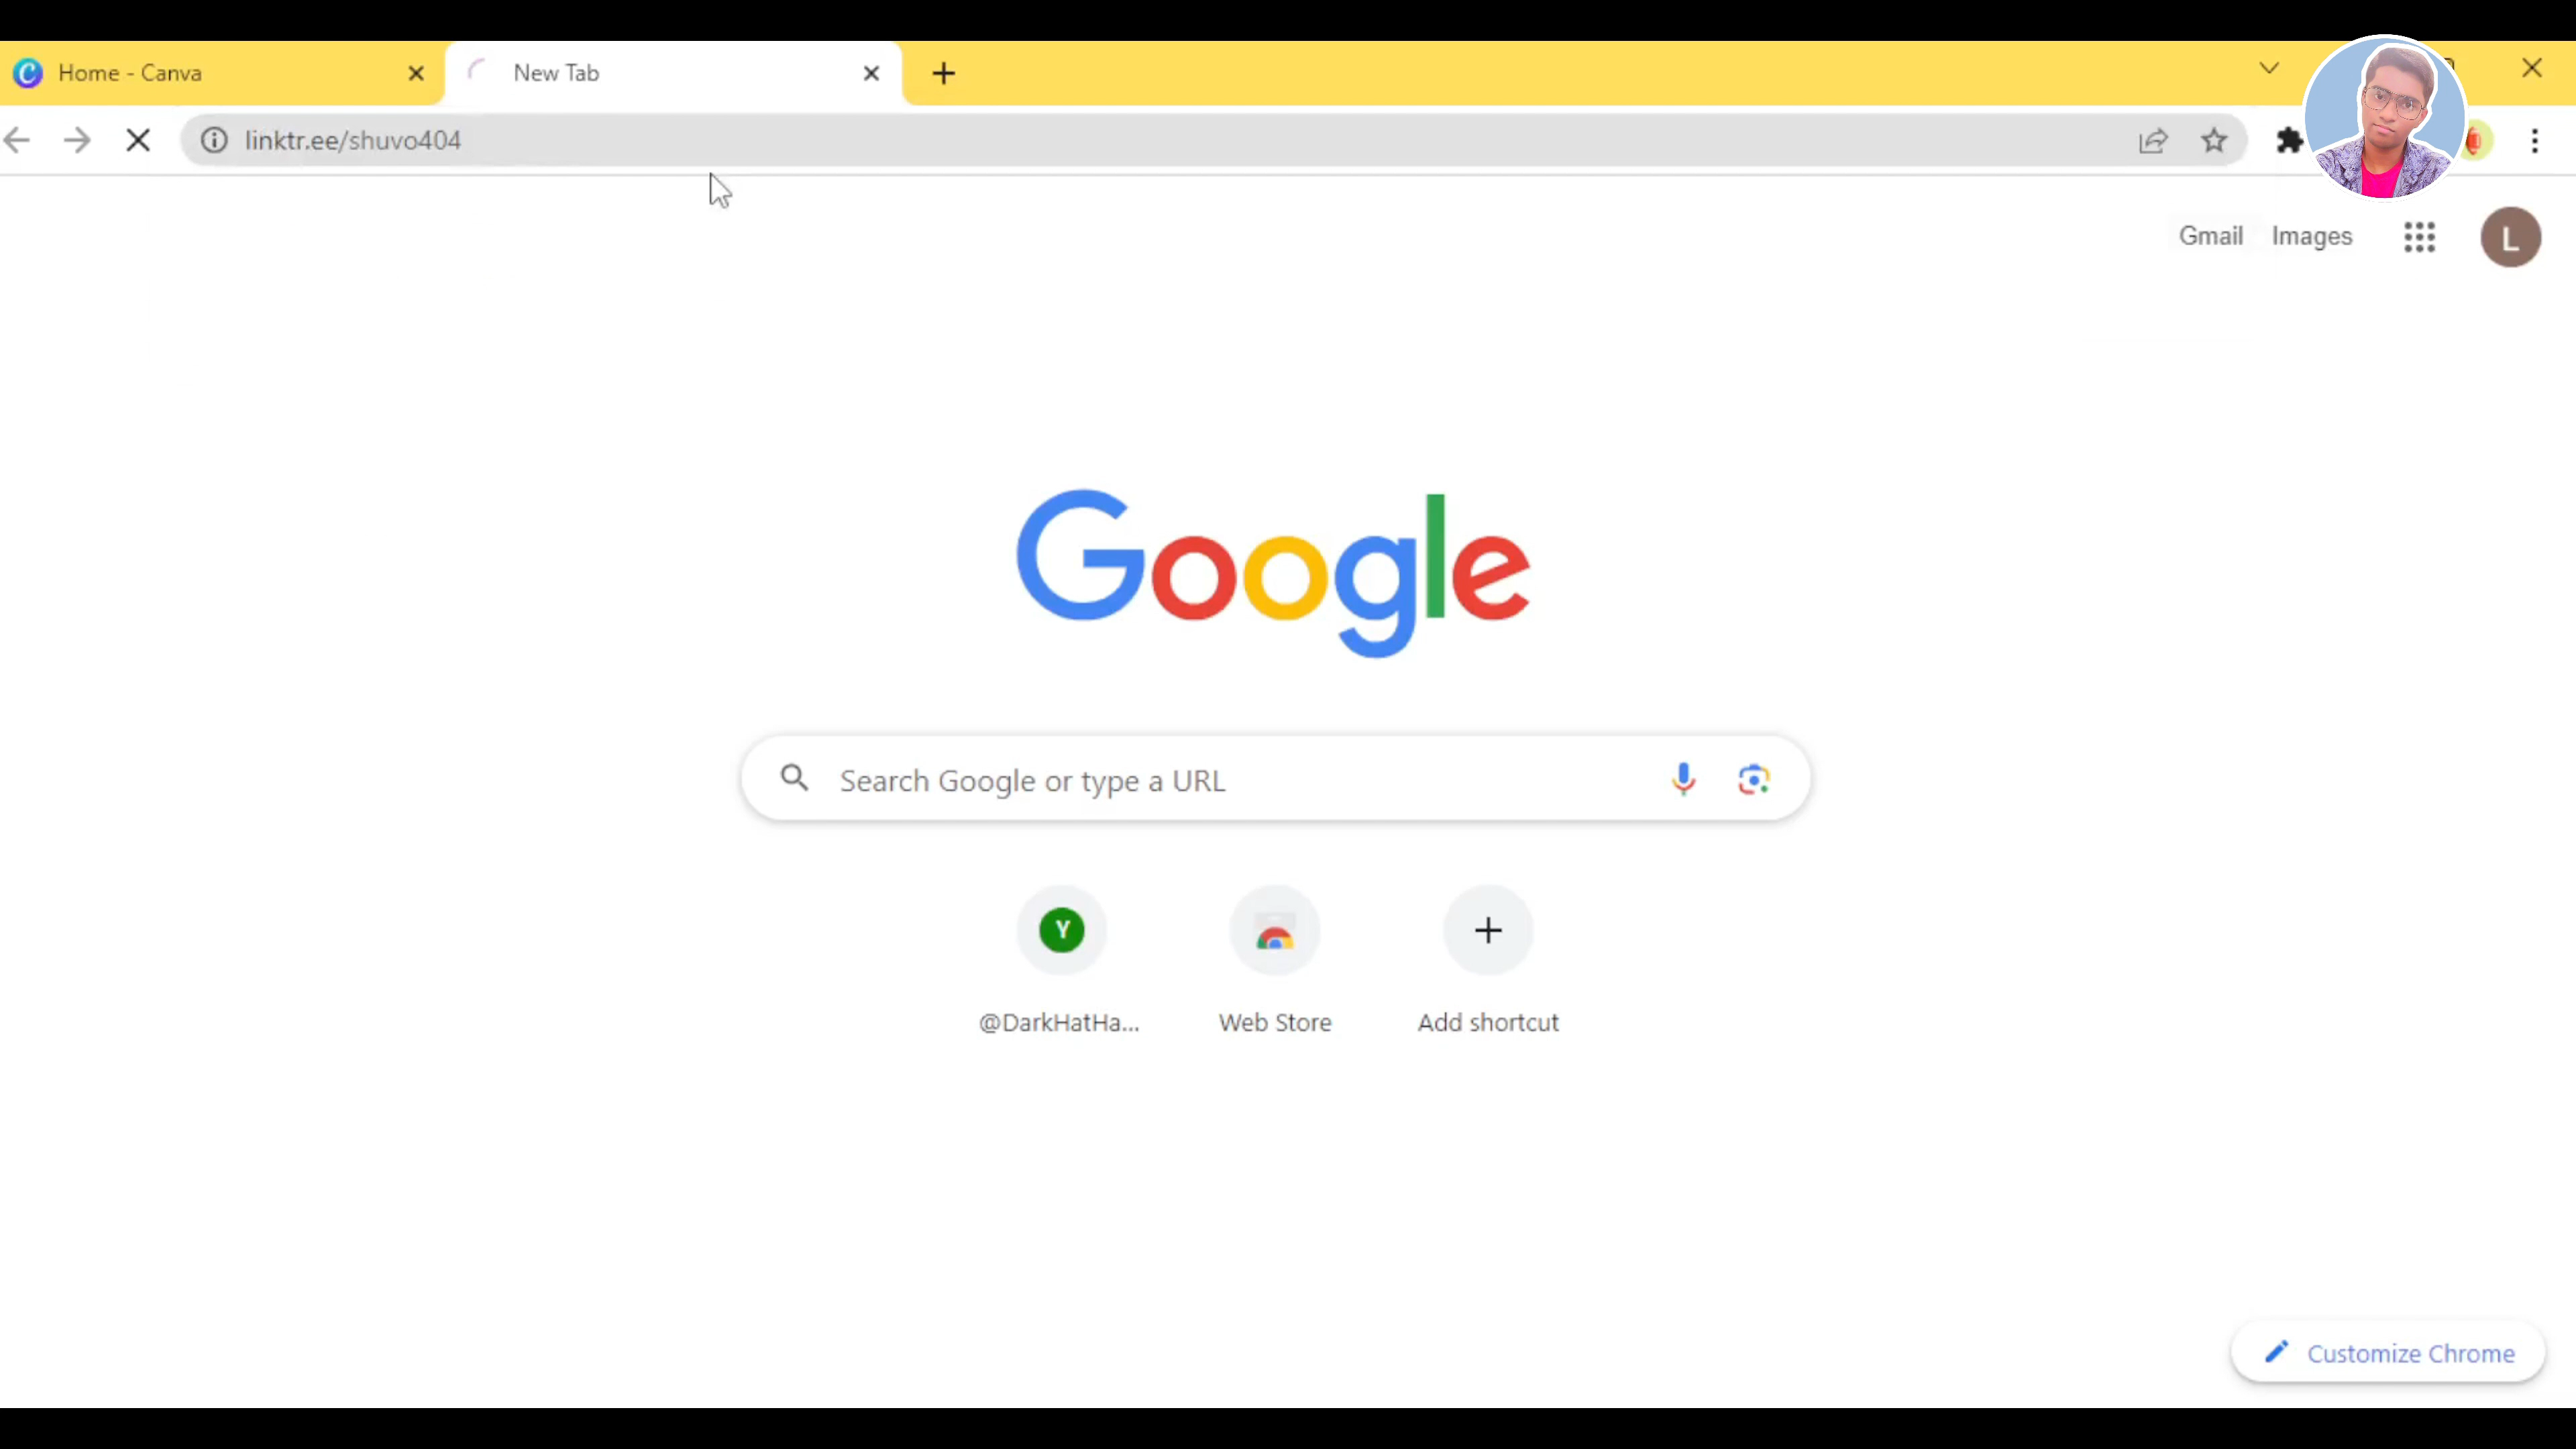 Home - Canva
New Tab
linktr.ee/shuvo404
Gmail Images
L
Google
Search Google or type a URL
Y
@DarkHatHa...
Web Store
Add shortcut
Customize Chrome